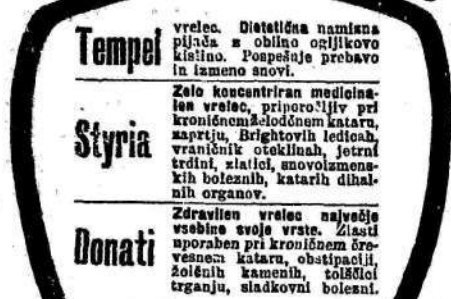 Tempel
vrelec. Dietetična namizna
pijača z obilno ogljikovo
kislino. Pospešuje prebavo
in izmeno snovi.
Styria
Zelo koncentriran medicina-
len vrelec, priporočljiv pri
kroničnem želodčnem kataru,
zaprtju, Brightovih ledicah,
vraničnik oteklinah, jetrni
trdini, zlatici, snovoizmens-
kih boleznih, katarih dihal-
nih organov.
Donati
Zdravilen vrelec največje
vsebine svoje vrste. Zlasti
uporaben pri kroničnem čre-
vesnem kataru, obstipaciji,
žolčnih kamenih, tolščici
trganju, sladkovni bolezni.